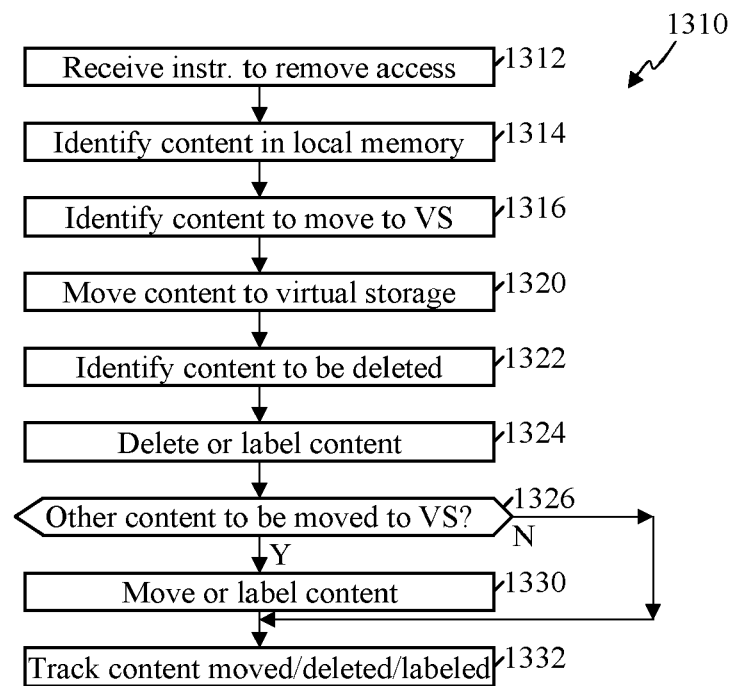 1310
Receive instr. to remove access 1312
Identify content in local memory 1314
Identify content to move to VS 1316
Move content to virtual storage 1320
Identify content to be deleted 1322
Delete or label content 1324
Other content to be moved to VS? 1326
Y N
Move or label content 1330
Track content moved/deleted/labeled 1332